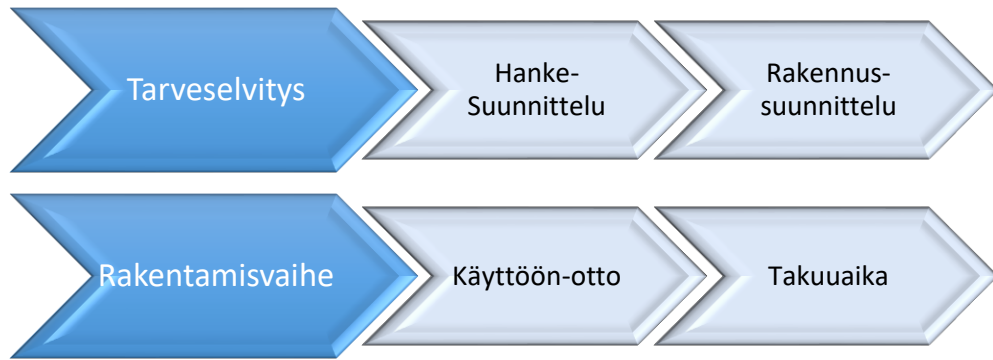 Tarveselvitys
Hanke-
Suunnittelu
Rakennus-
suunnittelu
Rakentamisvaihe
Käyttöön-otto
Takuuaika